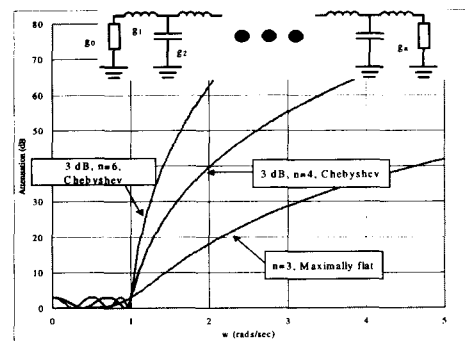 80
70
60
50
40
30
20
10
0
Attenuation (dB)
g0
g1
g2
gn
3 dB, n=6,
Chebyshev
3 dB, n=4, Chebyshev
n=3, Maximally flat
0 1 2 3 4 5
w (rads/sec)